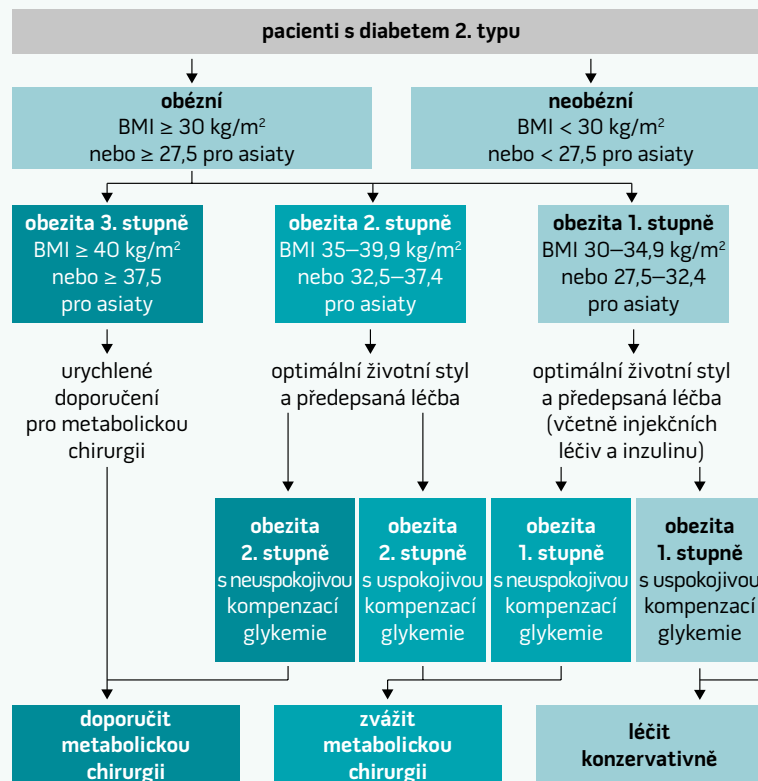 pacienti s diabetem 2. typu
obézní
BMI ≥ 30 kg/m²
nebo ≥ 27,5 pro asiaty
neobézní
BMI < 30 kg/m²
nebo < 27,5 pro asiaty
obezita 3. stupně
BMI ≥ 40 kg/m²
nebo ≥ 37,5
pro asiaty
obezita 2. stupně
BMI 35–39,9 kg/m²
nebo 32,5–37,4
pro asiaty
obezita 1. stupně
BMI 30–34,9 kg/m²
nebo 27,5–32,4
pro asiaty
urychlené
doporučení
pro metabolickou
chirurgii
optimální životní styl
a předepsaná léčba
optimální životní styl
a předepsaná léčba
(včetně injekčních
léčiv a inzulinu)
obezita
2. stupně
s neuspokojivou
kompenzací
glykemie
obezita
2. stupně
s uspokojivou
kompenzací
glykemie
obezita
1. stupně
s neuspokojivou
kompenzací
glykemie
obezita
1. stupně
s uspokojivou
kompenzací
glykemie
doporučit
metabolickou
chirurgii
zvážit
metabolickou
chirurgii
léčit
konzervativně